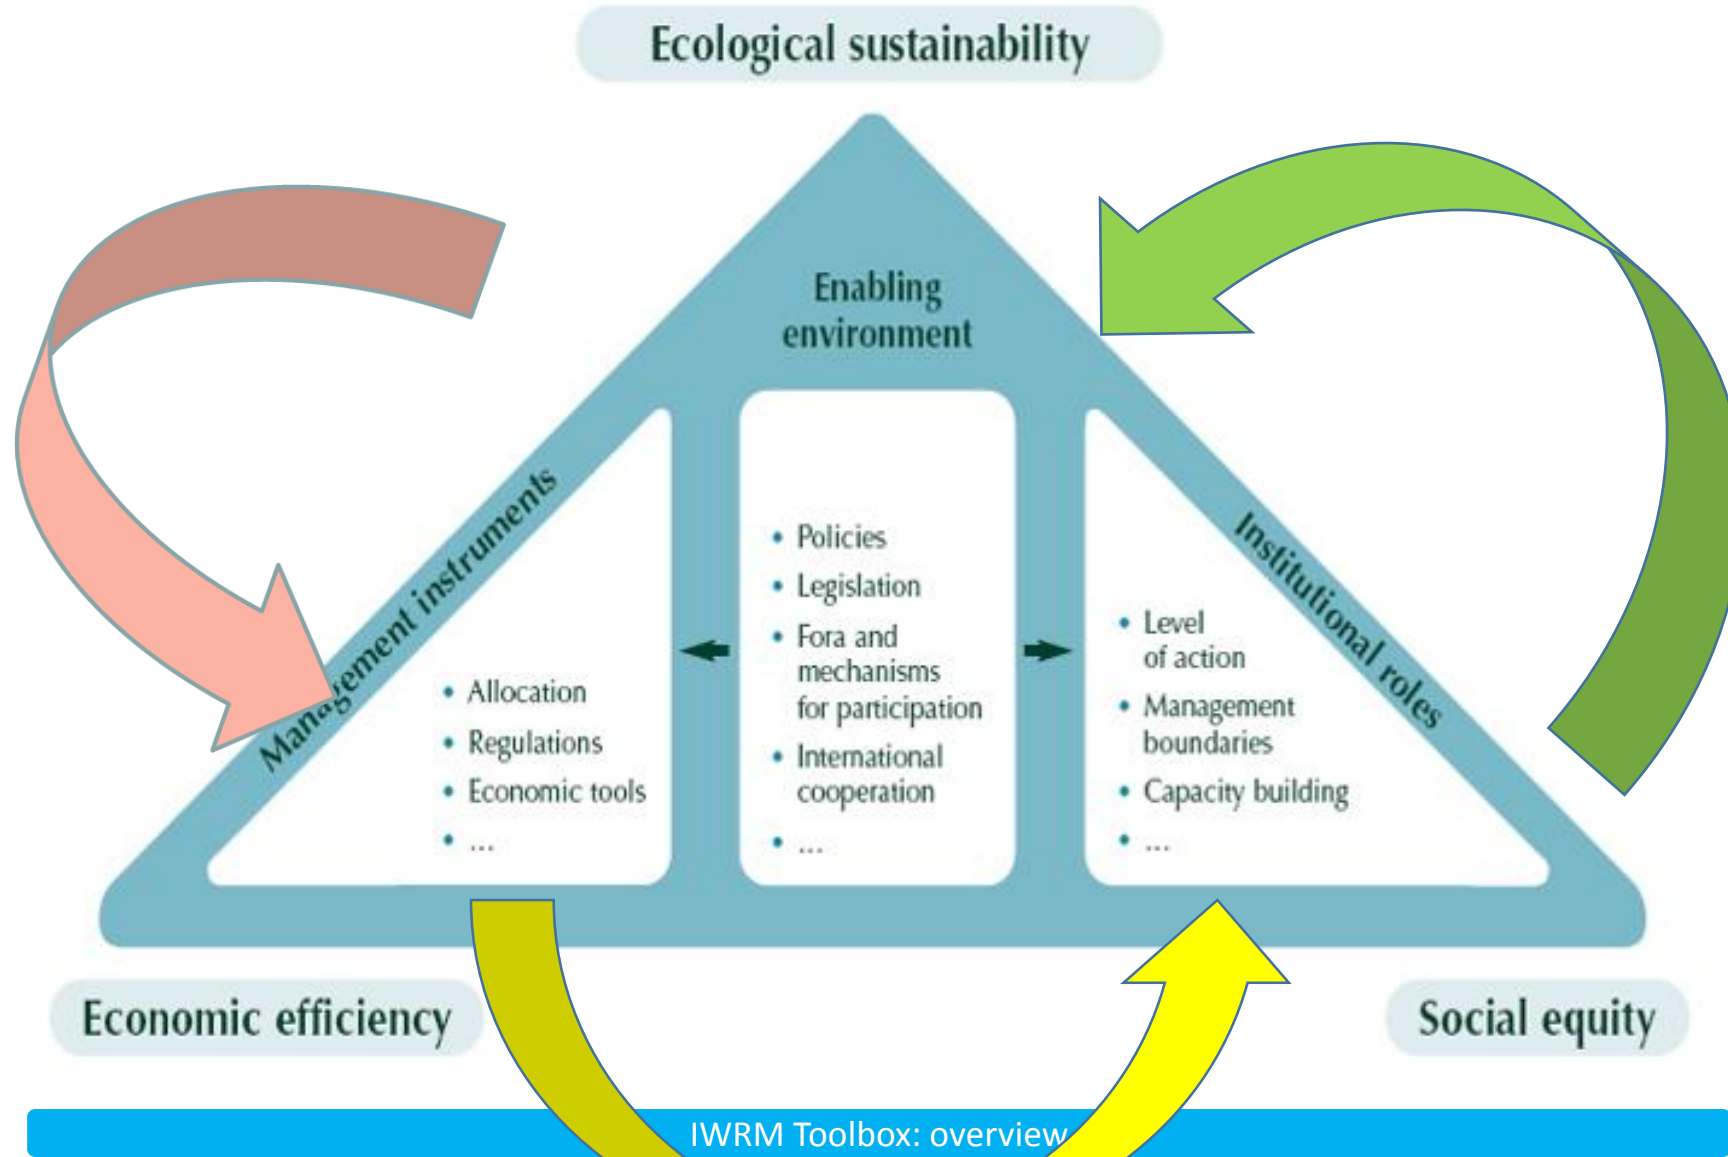 Ecological sustainability
Enabling
environment
Management instruments
• Allocation
• Regulations
• Economic tools
• ...
• Policies
• Legislation
• Fora and
mechanisms
for participation
• International
cooperation
• ...
Institutional roles
• Level
of action
• Management
boundaries
• Capacity building
• ...
Economic efficiency
Social equity
IWRM Toolbox: overview